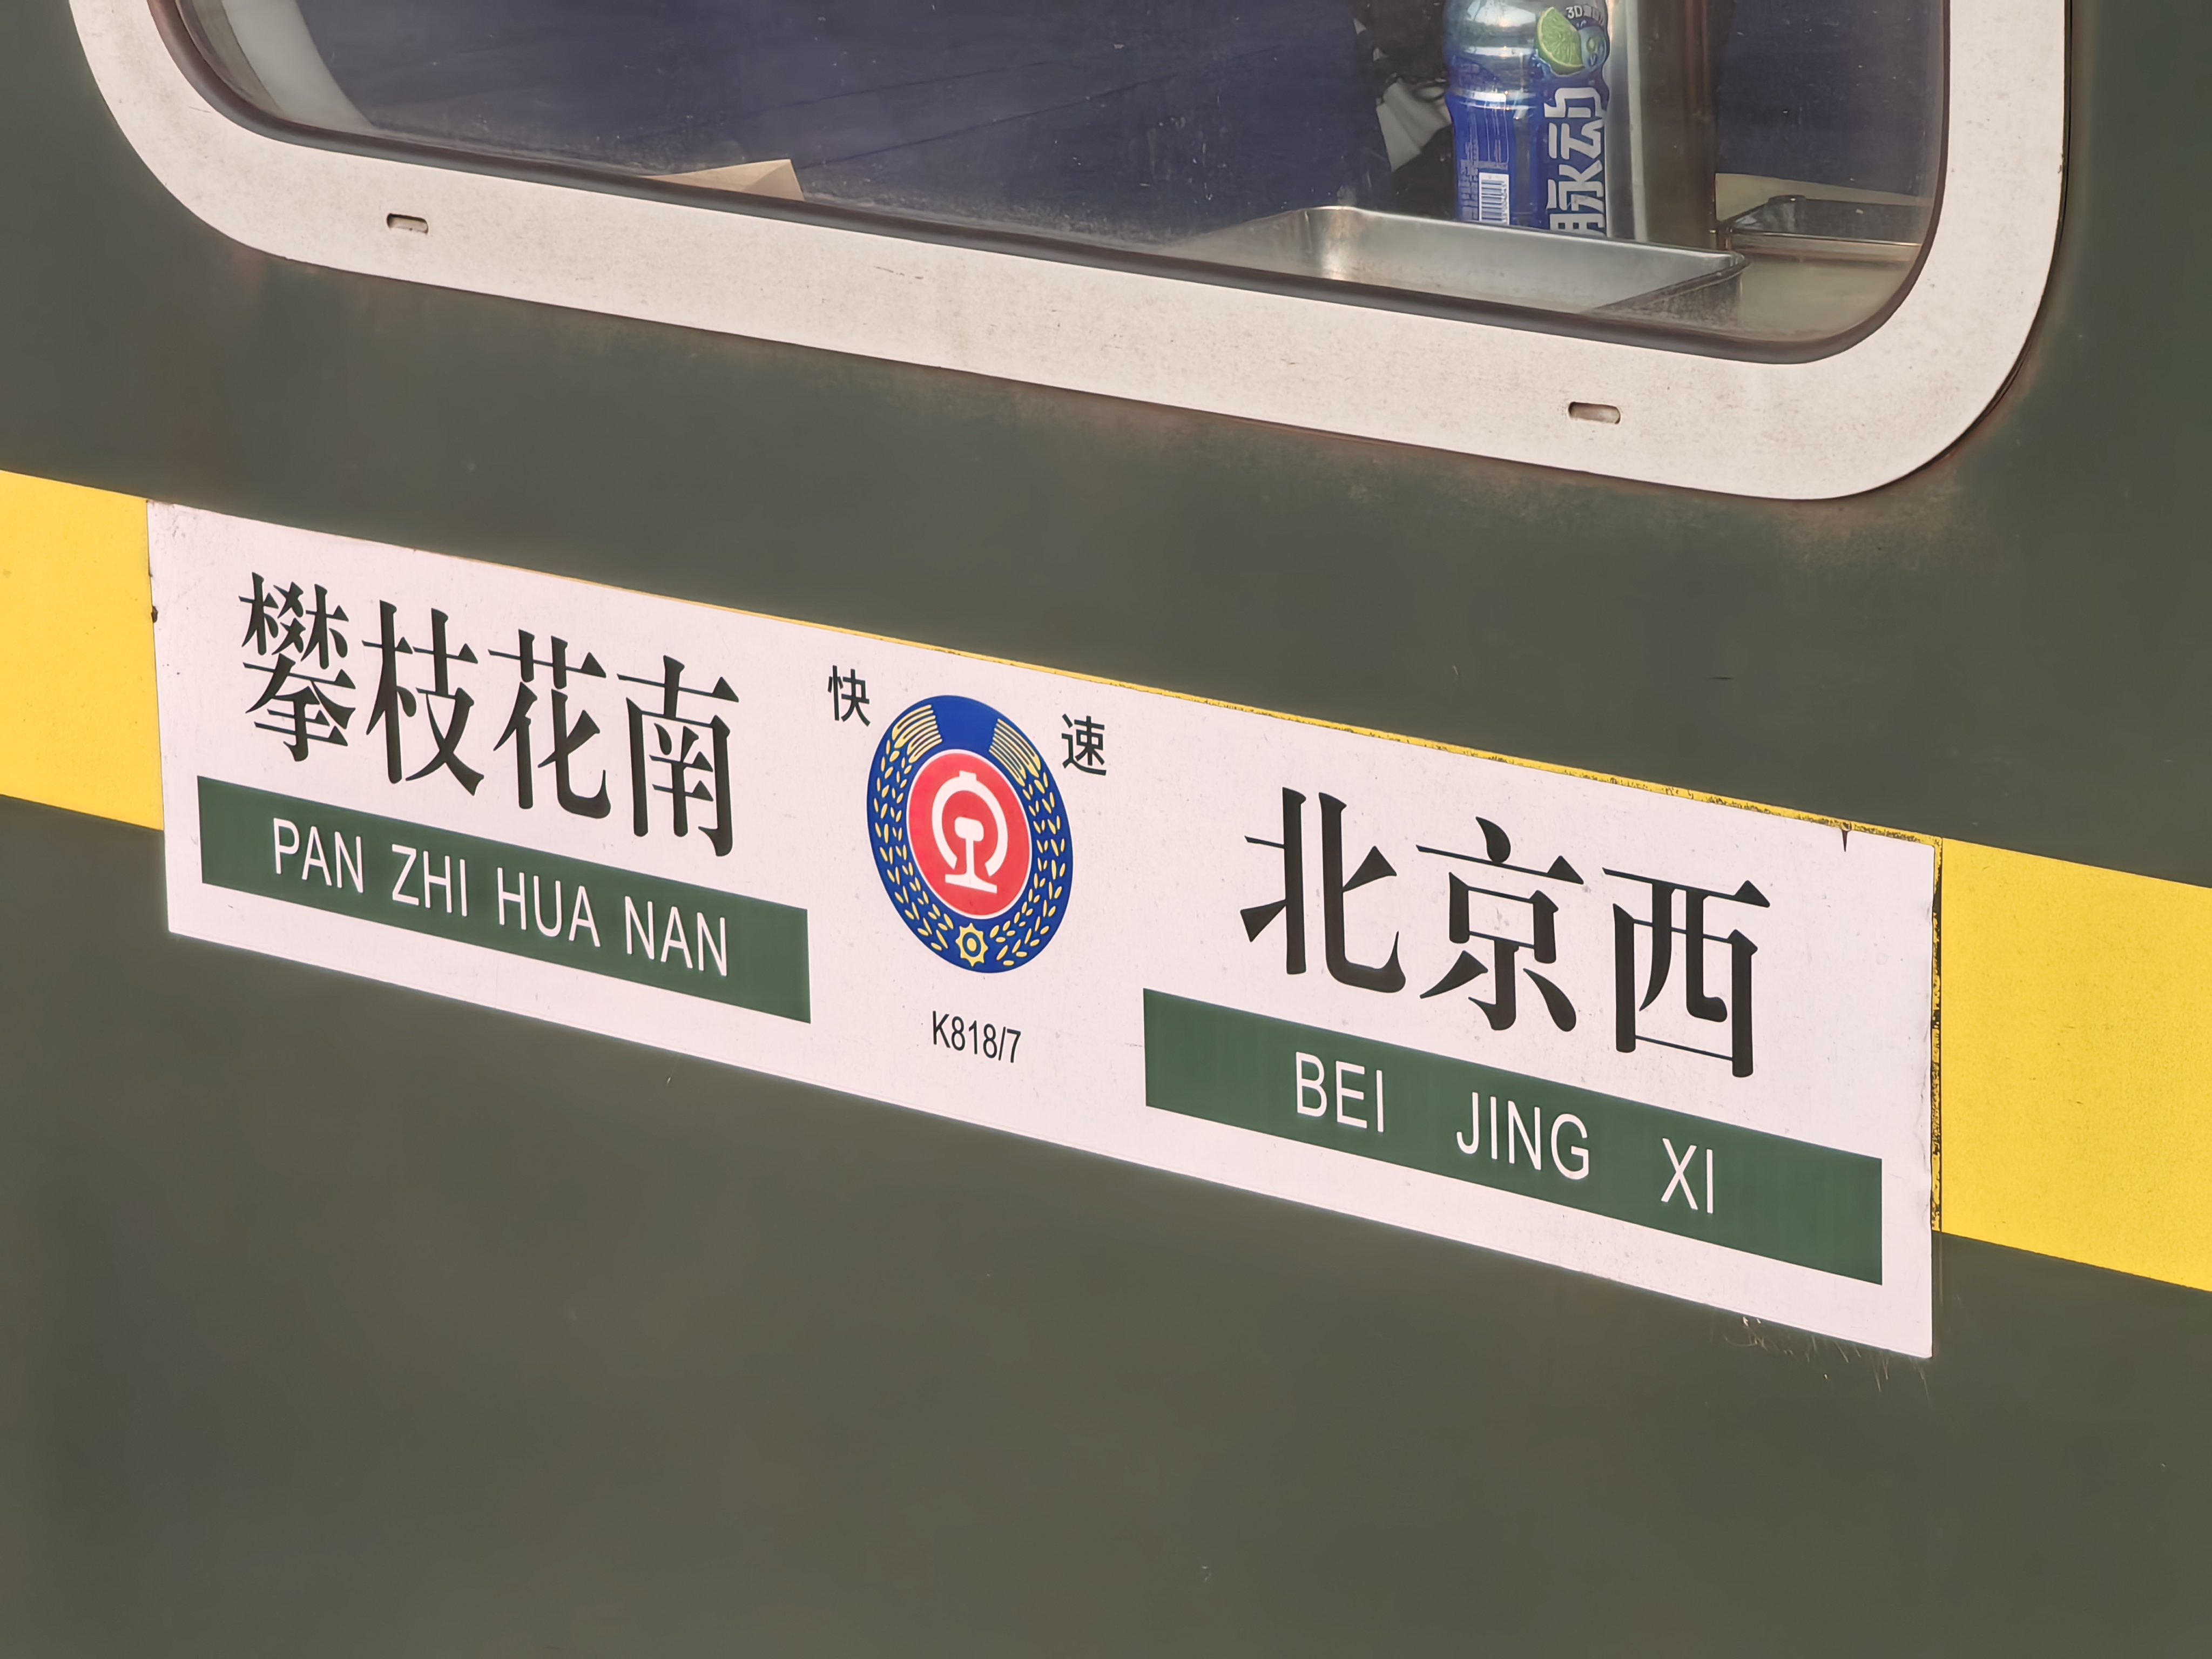 脉动
攀枝花南
PAN ZHI HUA NAN
快速
K818/7
北京西
BEI JING XI